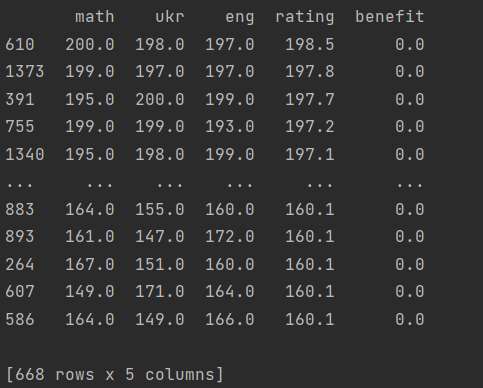 math ukr eng rating benefit
610 200.0 198.0 197.0 198.5 0.0
1373 199.0 197.0 197.0 197.8 0.0
391 195.0 200.0 199.0 197.7 0.0
755 199.0 199.0 193.0 197.2 0.0
1340 195.0 198.0 199.0 197.1 0.0
... ... ... ... ... ...
883 164.0 155.0 160.0 160.1 0.0
893 161.0 147.0 172.0 160.1 0.0
264 167.0 151.0 160.0 160.1 0.0
607 149.0 171.0 164.0 160.1 0.0
586 164.0 149.0 166.0 160.1 0.0
[668 rows x 5 columns]